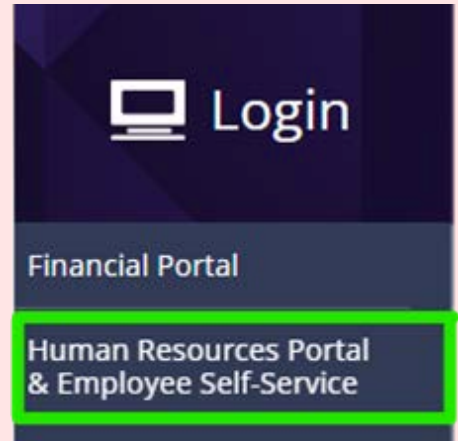 Login
Financial Portal
Human Resources Portal
& Employee Self-Service